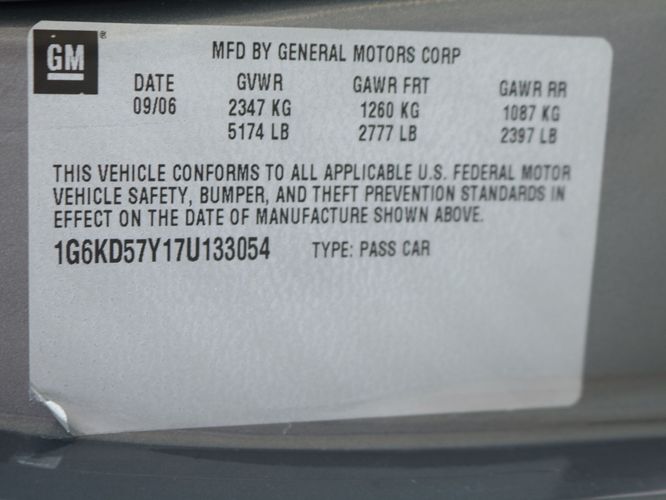 GM®
MFD BY GENERAL MOTORS CORP
DATE GVWR GAWR FRT GAWR RR
09/06 2347 KG 1260 KG 1087 KG
5174 LB 2777 LB 2397 LB
THIS VEHICLE CONFORMS TO ALL APPLICABLE U.S. FEDERAL MOTOR
VEHICLE SAFETY, BUMPER, AND THEFT PREVENTION STANDARDS IN
EFFECT ON THE DATE OF MANUFACTURE SHOWN ABOVE.
1G6KD57Y17U133054 TYPE: PASS CAR